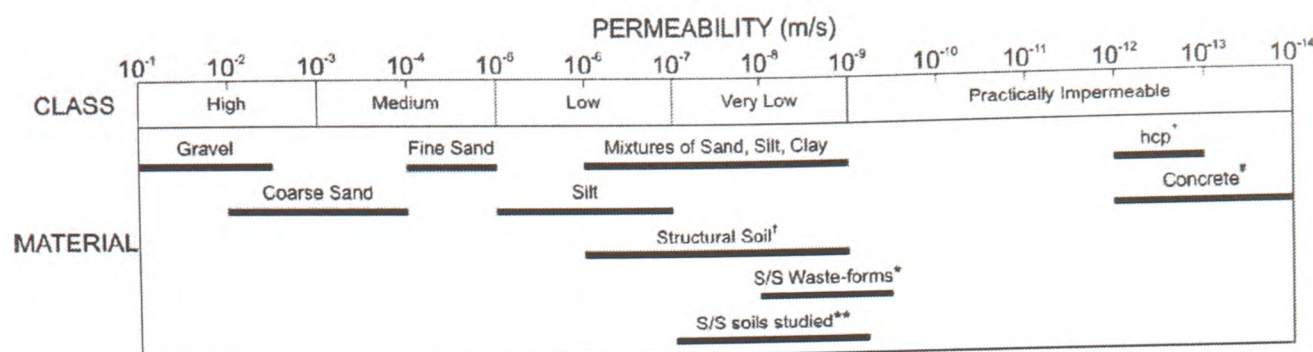 PERMEABILITY (m/s)
10⁻¹ 10⁻² 10⁻³ 10⁻⁴ 10⁻⁵ 10⁻⁶ 10⁻⁷ 10⁻⁸ 10⁻⁹ 10⁻¹⁰ 10⁻¹¹ 10⁻¹² 10⁻¹³ 10⁻¹⁴
CLASS High Medium Low Very Low Practically Impermeable
Gravel Fine Sand Mixtures of Sand, Silt, Clay hcp⁺
Coarse Sand Silt Concrete#
MATERIAL Structural Soil†
S/S Waste-forms*
S/S soils studied**